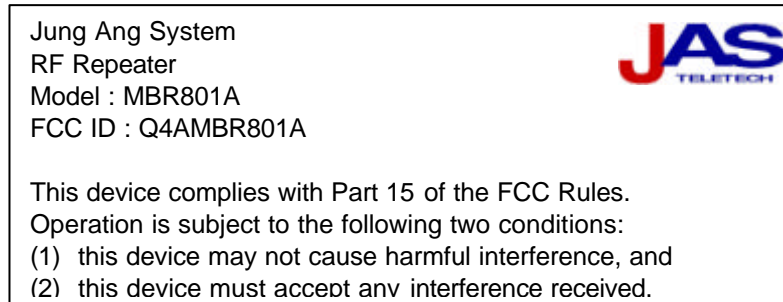 Jung Ang System
RF Repeater
Model : MBR801A
FCC ID : Q4AMBR801A
JAS
TELETECH
This device complies with Part 15 of the FCC Rules.
Operation is subject to the following two conditions:
(1) this device may not cause harmful interference, and
(2) this device must accept any interference received,